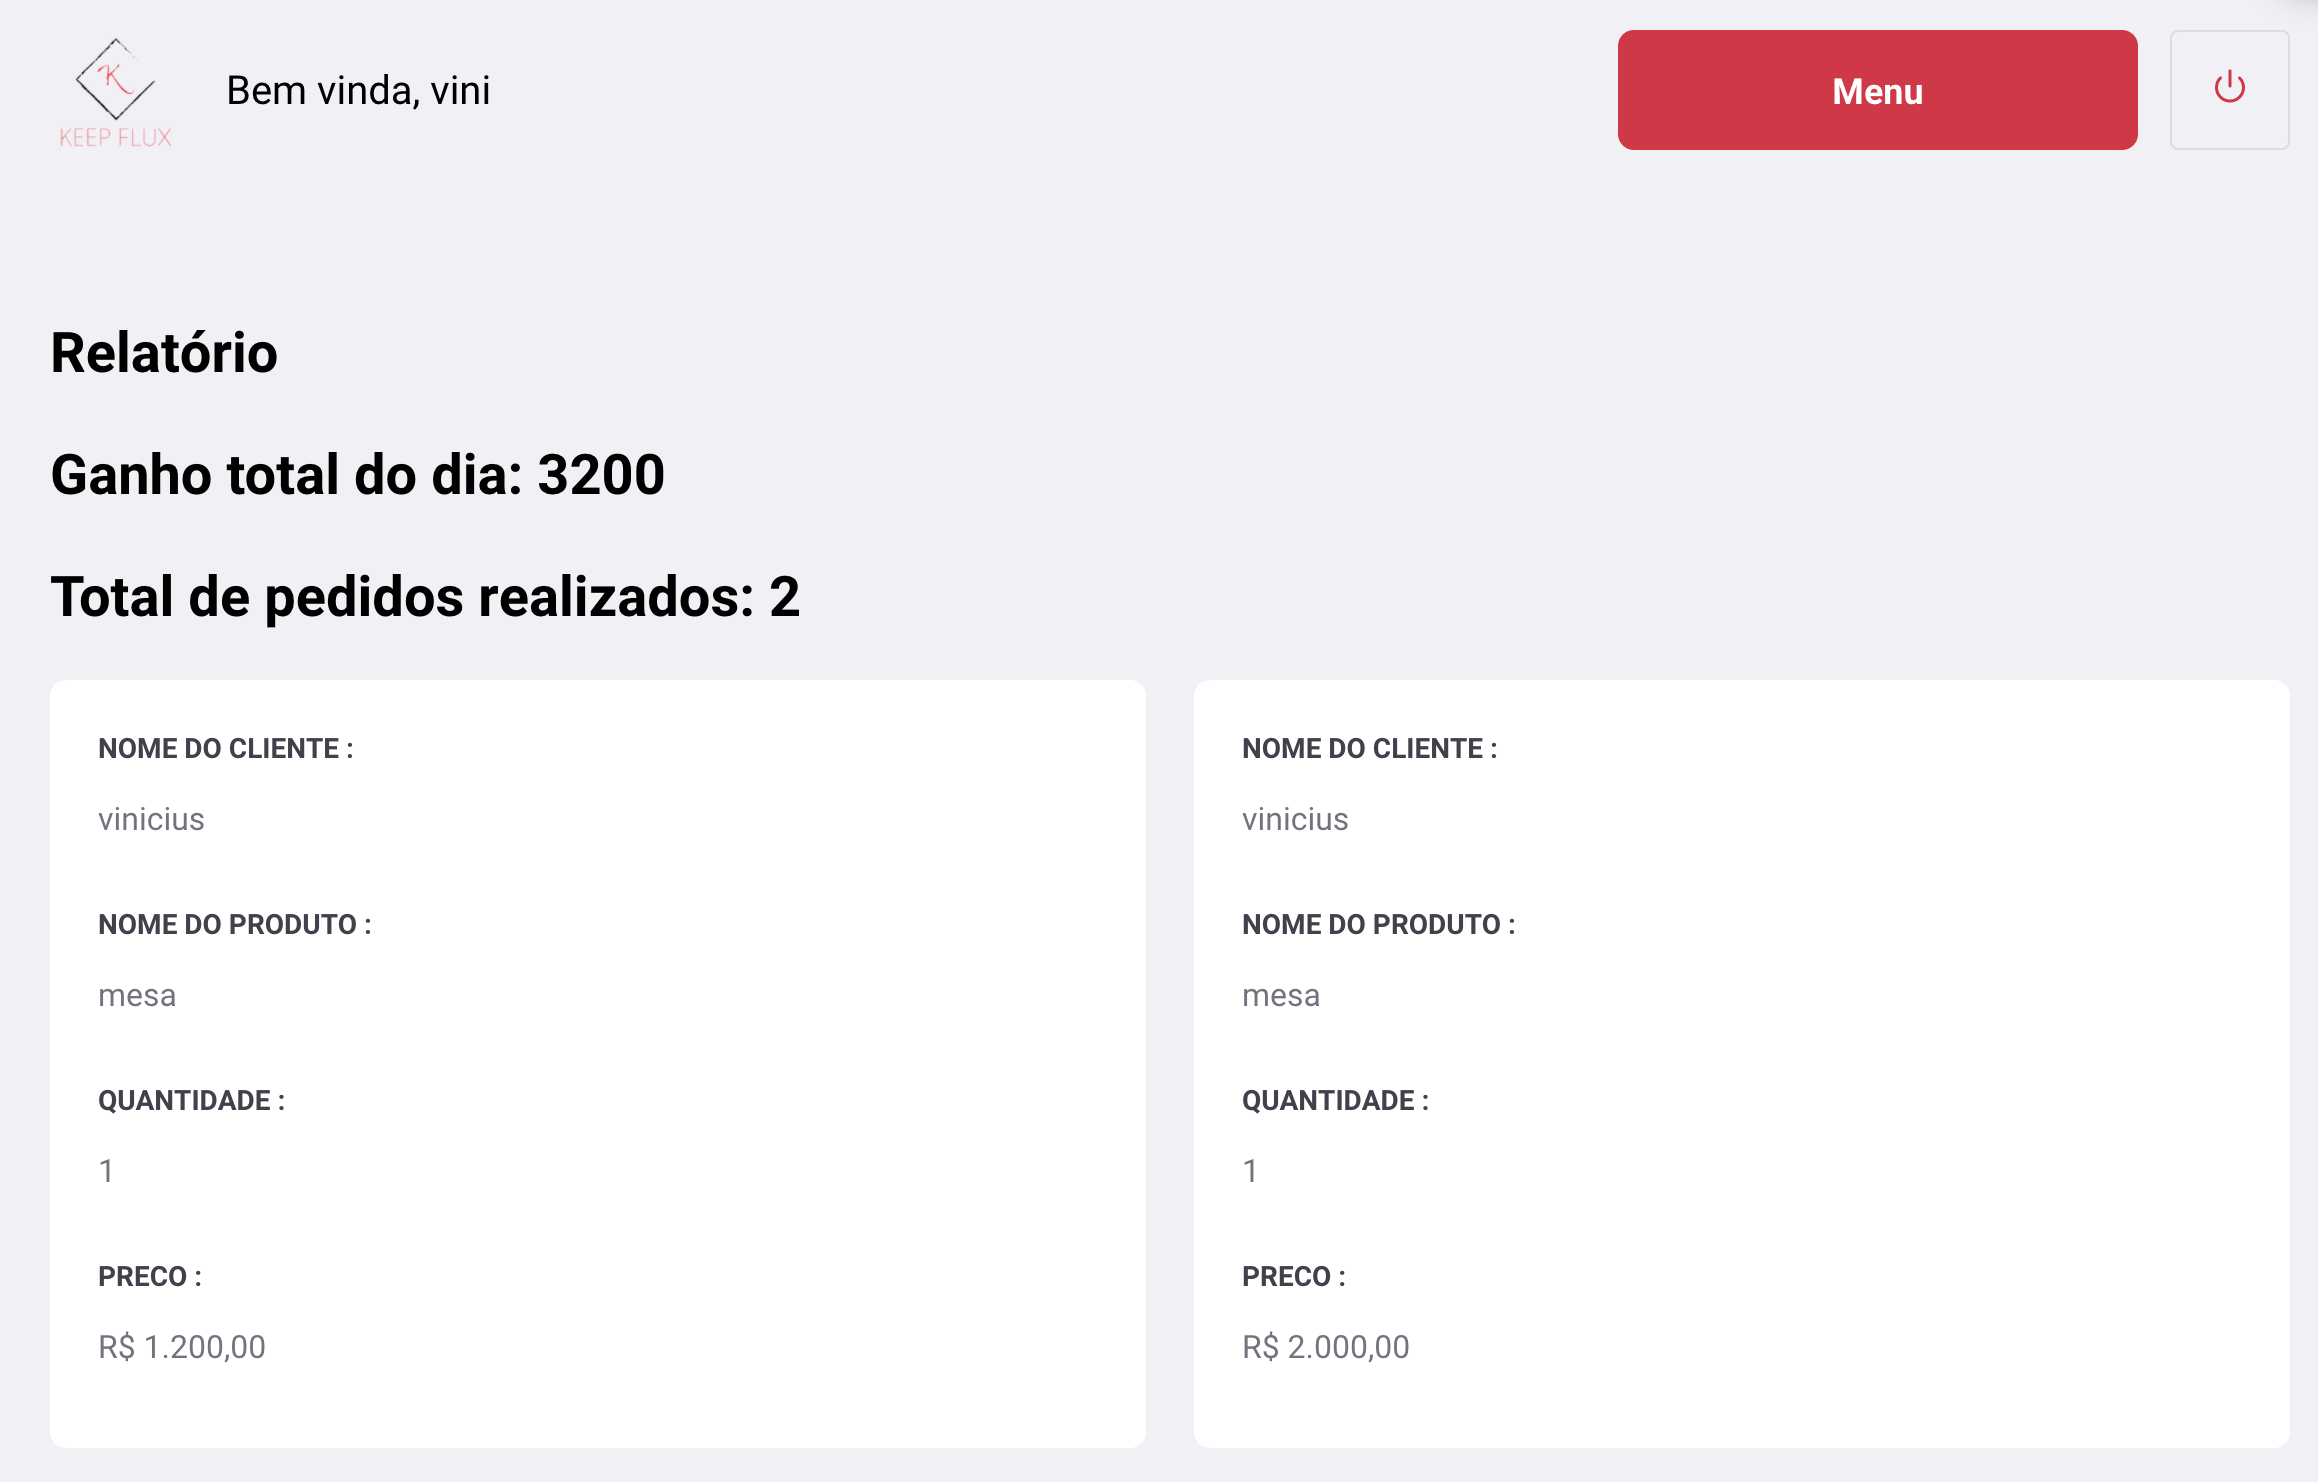 K
KEEP FLUX
Bem vinda, vini
Menu
Relatório
Ganho total do dia: 3200
Total de pedidos realizados: 2
NOME DO CLIENTE :
vinicius
NOME DO PRODUTO :
mesa
QUANTIDADE :
1
PRECO :
R$ 1.200,00
NOME DO CLIENTE :
vinicius
NOME DO PRODUTO :
mesa
QUANTIDADE :
1
PRECO :
R$ 2.000,00